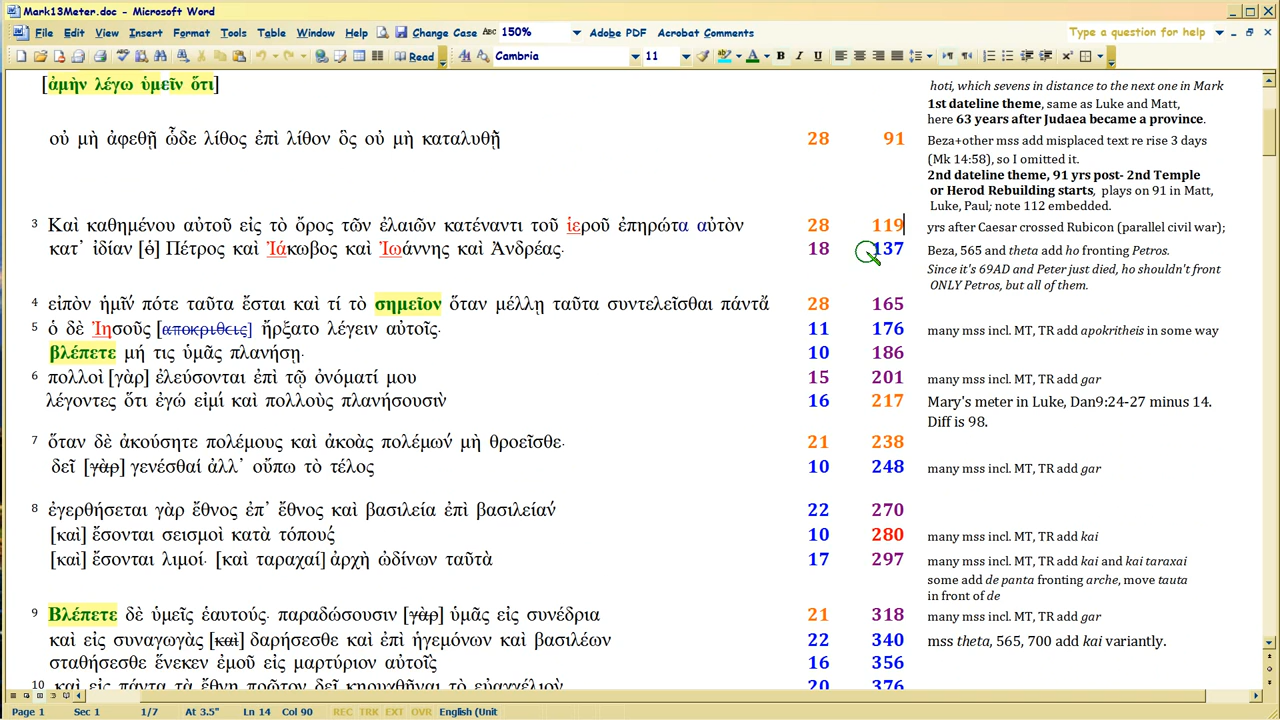 Mark13Meter.doc - Microsoft Word
File Edit View Insert Format Tools Table Window Help Change Case 150% Adobe PDF Acrobat Comments Type a question for help
Read Cambria 11
[ἀμὴν λέγω ὑμεῖν ὅτι] hoti, which sevens in distance to the next one in Mark
1st dateline theme, same as Luke and Matt,
here 63 years after Judaea became a province.
οὐ μὴ ἀφεθῇ ὧδε λίθος ἐπὶ λίθον ὃς οὐ μὴ καταλυθῇ 28 91 Beza+other mss add misplaced text re rise 3 days
(Mk 14:58), so I omitted it.
2nd dateline theme, 91 yrs post- 2nd Temple
or Herod Rebuilding starts, plays on 91 in Matt,
Luke, Paul; note 112 embedded.
3 Καὶ καθημένου αὐτοῦ εἰς τὸ ὄρος τῶν ἐλαιῶν κατέναντι τοῦ ἱεροῦ ἐπηρώτα αὐτὸν 28 119 yrs after Caesar crossed Rubicon (parallel civil war);
κατ᾽ ἰδίαν [ὁ] Πέτρος καὶ Ἰάκωβος καὶ Ἰωάννης καὶ Ἀνδρέας. 18 137 Beza, 565 and theta add ho fronting Petros.
Since it's 69AD and Peter just died, ho shouldn't front
ONLY Petros, but all of them.
4 εἰπὸν ἡμῖν πότε ταῦτα ἔσται καὶ τί τὸ σημεῖον ὅταν μέλλῃ ταῦτα συντελεῖσθαι πάντα 28 165
5 ὁ δὲ Ἰησοῦς [αποκριθεις] ἤρξατο λέγειν αὐτοῖς. 11 176 many mss incl. MT, TR add apokritheis in some way
βλέπετε μή τις ὑμᾶς πλανήσῃ. 10 186
6 πολλοὶ [γὰρ] ἐλεύσονται ἐπὶ τῷ ὀνόματί μου 15 201 many mss incl. MT, TR add gar
λέγοντες ὅτι ἐγώ εἰμί καὶ πολλοὺς πλανήσουσιν 16 217 Mary's meter in Luke, Dan9:24-27 minus 14.
Diff is 98.
7 ὅταν δὲ ἀκούσητε πολέμους καὶ ἀκοὰς πολέμων μὴ θροεῖσθε. 21 238
δεῖ [γὰρ] γενέσθαί ἀλλ᾽ οὔπω τὸ τέλος 10 248 many mss incl. MT, TR add gar
8 ἐγερθήσεται γὰρ ἔθνος ἐπ᾽ ἔθνος καὶ βασιλεία ἐπὶ βασιλείαν 22 270
[καὶ] ἔσονται σεισμοὶ κατὰ τόπους 10 280 many mss incl. MT, TR add kai
[καὶ] ἔσονται λιμοί. [καὶ ταραχαί] ἀρχὴ ὠδίνων ταῦτὰ 17 297 many mss incl. MT, TR add kai and kai taraxai
some add de panta fronting arche, move tauta
in front of de
9 Βλέπετε δὲ ὑμεῖς ἑαυτούς. παραδώσουσιν [γὰρ] ὑμᾶς εἰς συνέδρια 21 318 many mss incl. MT, TR add gar
καὶ εἰς συναγωγὰς [καὶ] δαρήσεσθε καὶ ἐπὶ ἡγεμόνων καὶ βασιλέων 22 340 mss theta, 565, 700 add kai variantly.
σταθήσεσθε ἕνεκεν ἐμοῦ εἰς μαρτύριον αὐτοῖς 16 356
10 καὶ εἰς πάντα τὰ ἔθνη πρῶτον δεῖ κηρυχθῆναι τὸ εὐαγγέλιον 20 376
Page 1 Sec 1 1/7 At 3.5" Ln 14 Col 90 REC TRK EXT OVR English (Unit